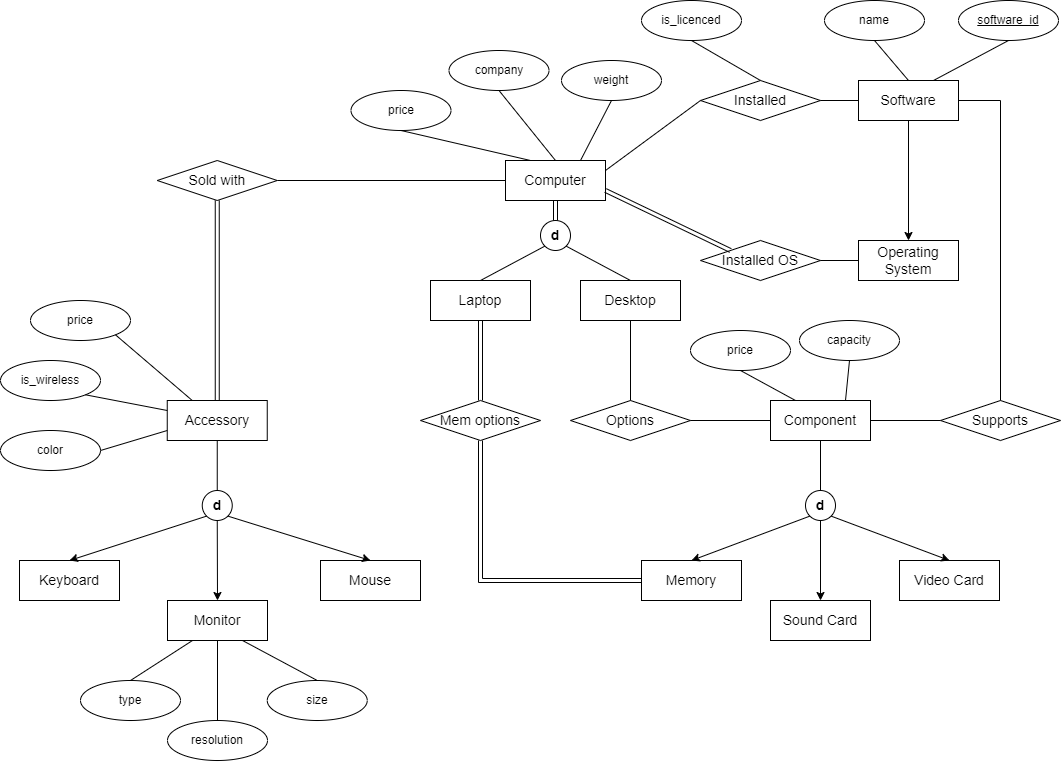 is_licenced
name
software_id
company
weight
price
Installed
Software
Sold with
Computer
d
Installed OS
Operating
System
Laptop
Desktop
price
is_wireless
color
price
capacity
Accessory
Mem options
Options
Component
Supports
d
d
Keyboard
Mouse
Memory
Video Card
Monitor
Sound Card
type
size
resolution